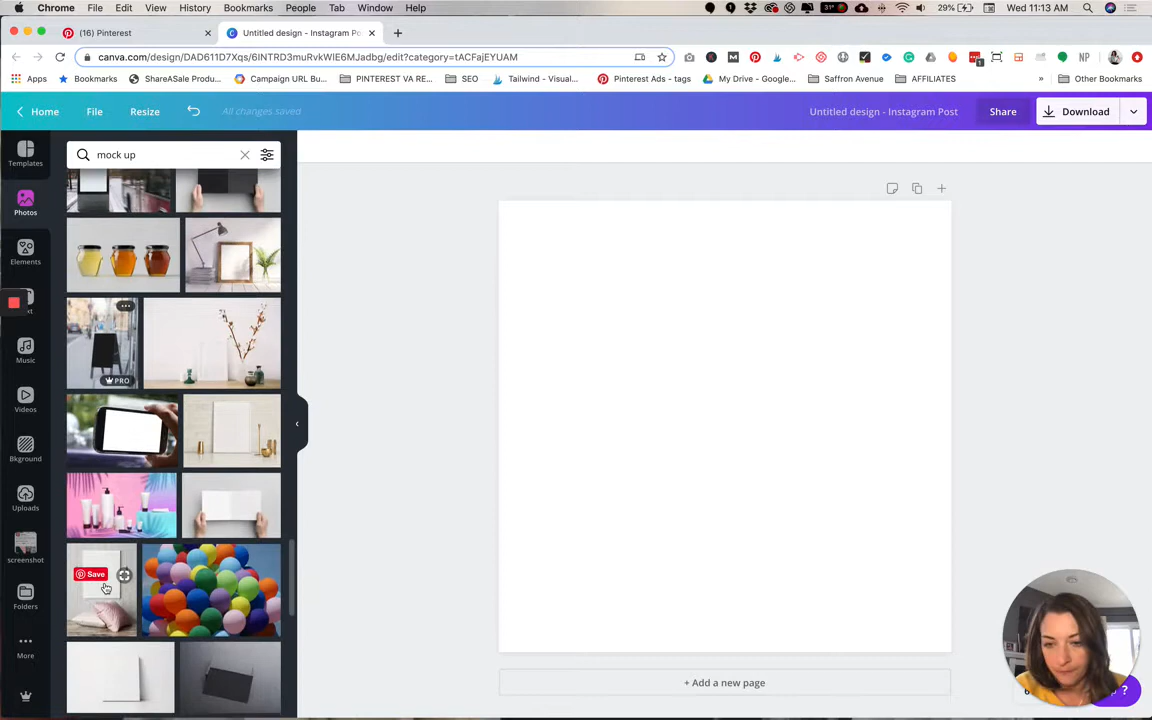 Chrome File Edit View History Bookmarks People Tab Window Help
31° 29% Wed 11:13 AM
(16) Pinterest
Untitled design - Instagram Po
canva.com/design/DAD611D7Xqs/6INTRD3muRvkWIE6MJadbg/edit?category=tACFajEYUAM
Apps Bookmarks ShareASale Produ... Campaign URL Bu... PINTEREST VA RE... SEO Tailwind - Visual... Pinterest Ads - tags My Drive - Google... Saffron Avenue AFFILIATES » Other Bookmarks
Home File Resize All changes saved Untitled design - Instagram Post Share Download
Templates
mock up
Photos
Elements
PRO
Music
Videos
Bkground
Uploads
screenshot
Save
Folders
More
+ Add a new page
?